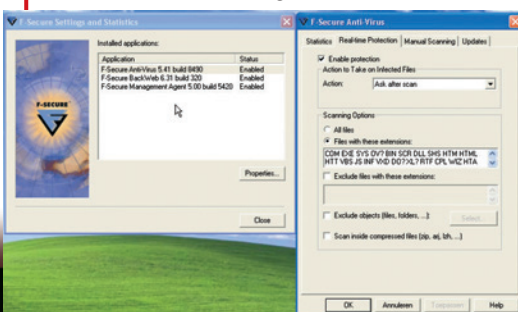 F-Secure Settings and Statistics
Installed applications:
Application Status
F-Secure Anti-Virus 5.41 build 8490 Enabled
F-Secure BackWeb 6.31 build 320 Enabled
F-Secure Management Agent 5.00 build 5420 Enabled
F-SECURE
Properties...
Close
F-Secure Anti-Virus
Statistics Real-time Protection Manual Scanning Updates
Enable protection
Action to Take on Infected Files
Action: Ask after scan
Scanning Options
All files
Files with these extensions:
COM EXE SYS OV? BIN SCR DLL SHS HTM HTML
HTT VBS JS INF VXD DO? XL? RTF CPL WIZ HTA
Exclude files with these extensions:
Exclude objects (files, folders, ...): Select...
Scan inside compressed files (zip, arj, lzh, ...)
OK Annuleren Toepassen Help